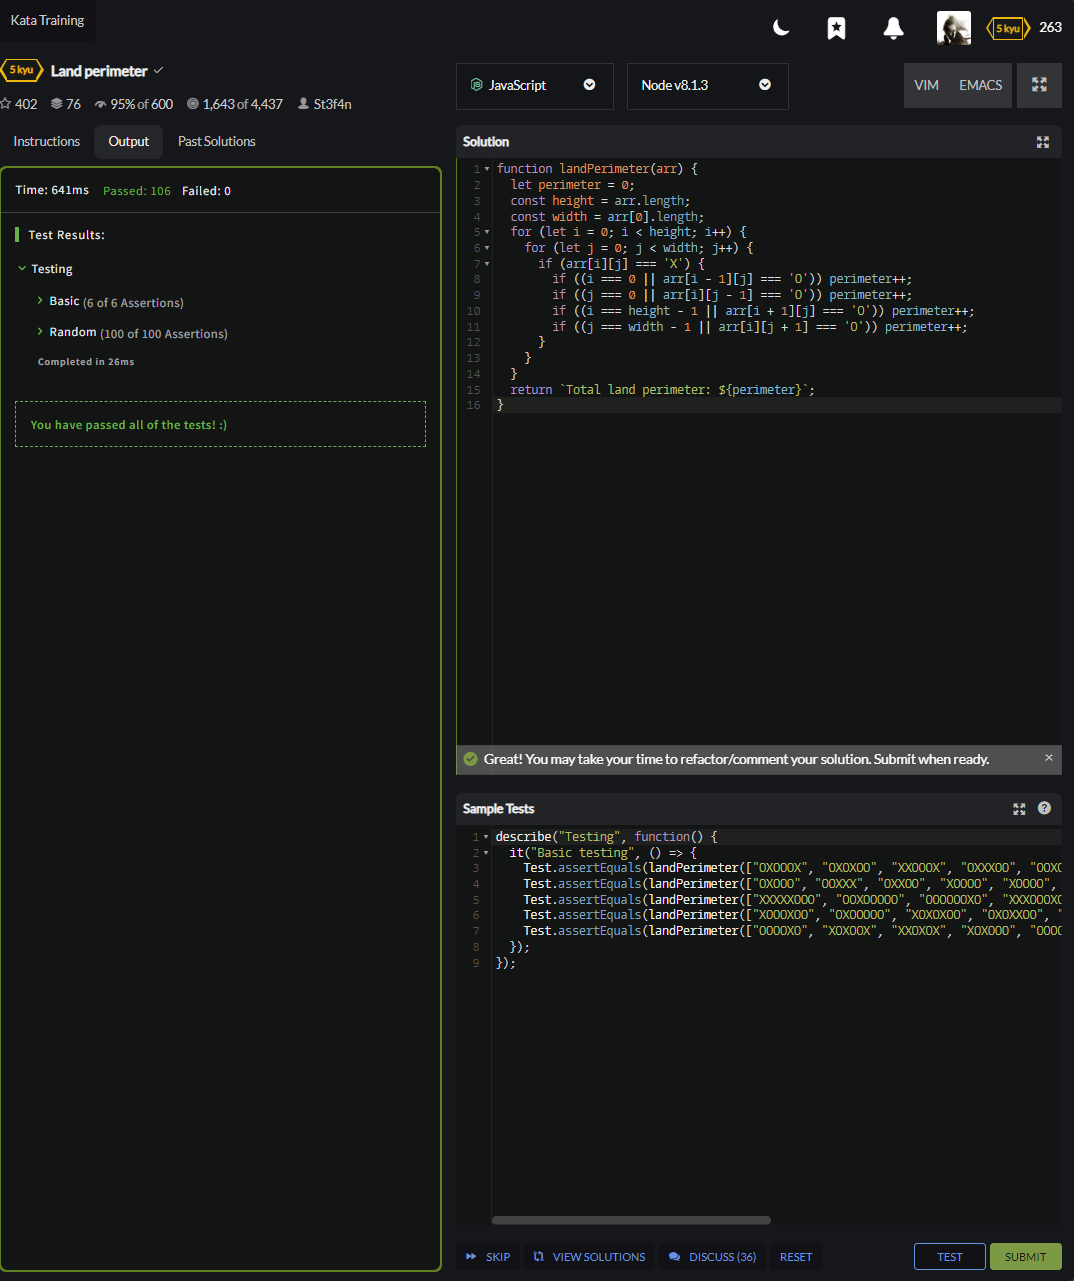 Kata Training
5 kyu 263
5 kyu Land perimeter
402 76 95% of 600 1,643 of 4,437 St3f4n
JavaScript
Node v8.1.3
VIM EMACS
Instructions Output Past Solutions
Time: 641ms Passed: 106 Failed: 0
Test Results:
Testing
Basic (6 of 6 Assertions)
Random (100 of 100 Assertions)
Completed in 26ms
You have passed all of the tests! :)
Solution
1 function landPerimeter(arr) {
2 let perimeter = 0;
3 const height = arr.length;
4 const width = arr[0].length;
5 for (let i = 0; i < height; i++) {
6 for (let j = 0; j < width; j++) {
7 if (arr[i][j] === 'X') {
8 if ((i === 0 || arr[i - 1][j] === 'O')) perimeter++;
9 if ((j === 0 || arr[i][j - 1] === 'O')) perimeter++;
10 if ((i === height - 1 || arr[i + 1][j] === 'O')) perimeter++;
11 if ((j === width - 1 || arr[i][j + 1] === 'O')) perimeter++;
12 }
13 }
14 }
15 return `Total land perimeter: ${perimeter}`;
16 }
Great! You may take your time to refactor/comment your solution. Submit when ready.
Sample Tests
1 describe("Testing", function() {
2 it("Basic testing", () => {
3 Test.assertEquals(landPerimeter(["OXOOOX", "OXOXOO", "XXOOOX", "OXXXOO", "OOXO
4 Test.assertEquals(landPerimeter(["OXOOO", "OOXXX", "OXXOO", "XOOOO", "XOOOO",
5 Test.assertEquals(landPerimeter(["XXXXXOOO", "OOXOOOOO", "OOOOOOXO", "XXXOOOXO
6 Test.assertEquals(landPerimeter(["XOOOXOO", "OXOOOOO", "XOXOXOO", "OXOXXOO", "
7 Test.assertEquals(landPerimeter(["OOOOXO", "XOXOOX", "XXOXOX", "XOXOOO", "OOOO
8 });
9 });
SKIP VIEW SOLUTIONS DISCUSS (36) RESET TEST SUBMIT